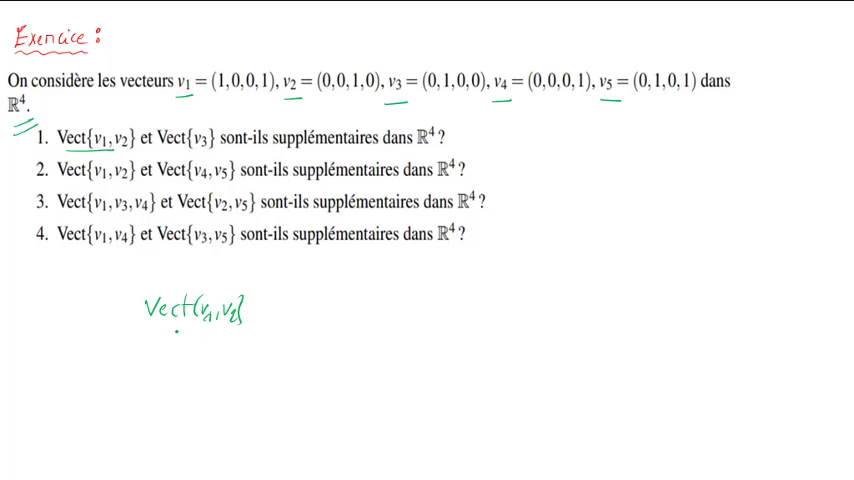 Exercice :
On considère les vecteurs v₁ = (1,0,0,1), v₂ = (0,0,1,0), v₃ = (0,1,0,0), v₄ = (0,0,0,1), v₅ = (0,1,0,1) dans
ℝ⁴.
1. Vect{v₁,v₂} et Vect{v₃} sont-ils supplémentaires dans ℝ⁴ ?
2. Vect{v₁,v₂} et Vect{v₄,v₅} sont-ils supplémentaires dans ℝ⁴ ?
3. Vect{v₁,v₃,v₄} et Vect{v₂,v₅} sont-ils supplémentaires dans ℝ⁴ ?
4. Vect{v₁,v₄} et Vect{v₃,v₅} sont-ils supplémentaires dans ℝ⁴ ?
Vect{v₁,v₂}